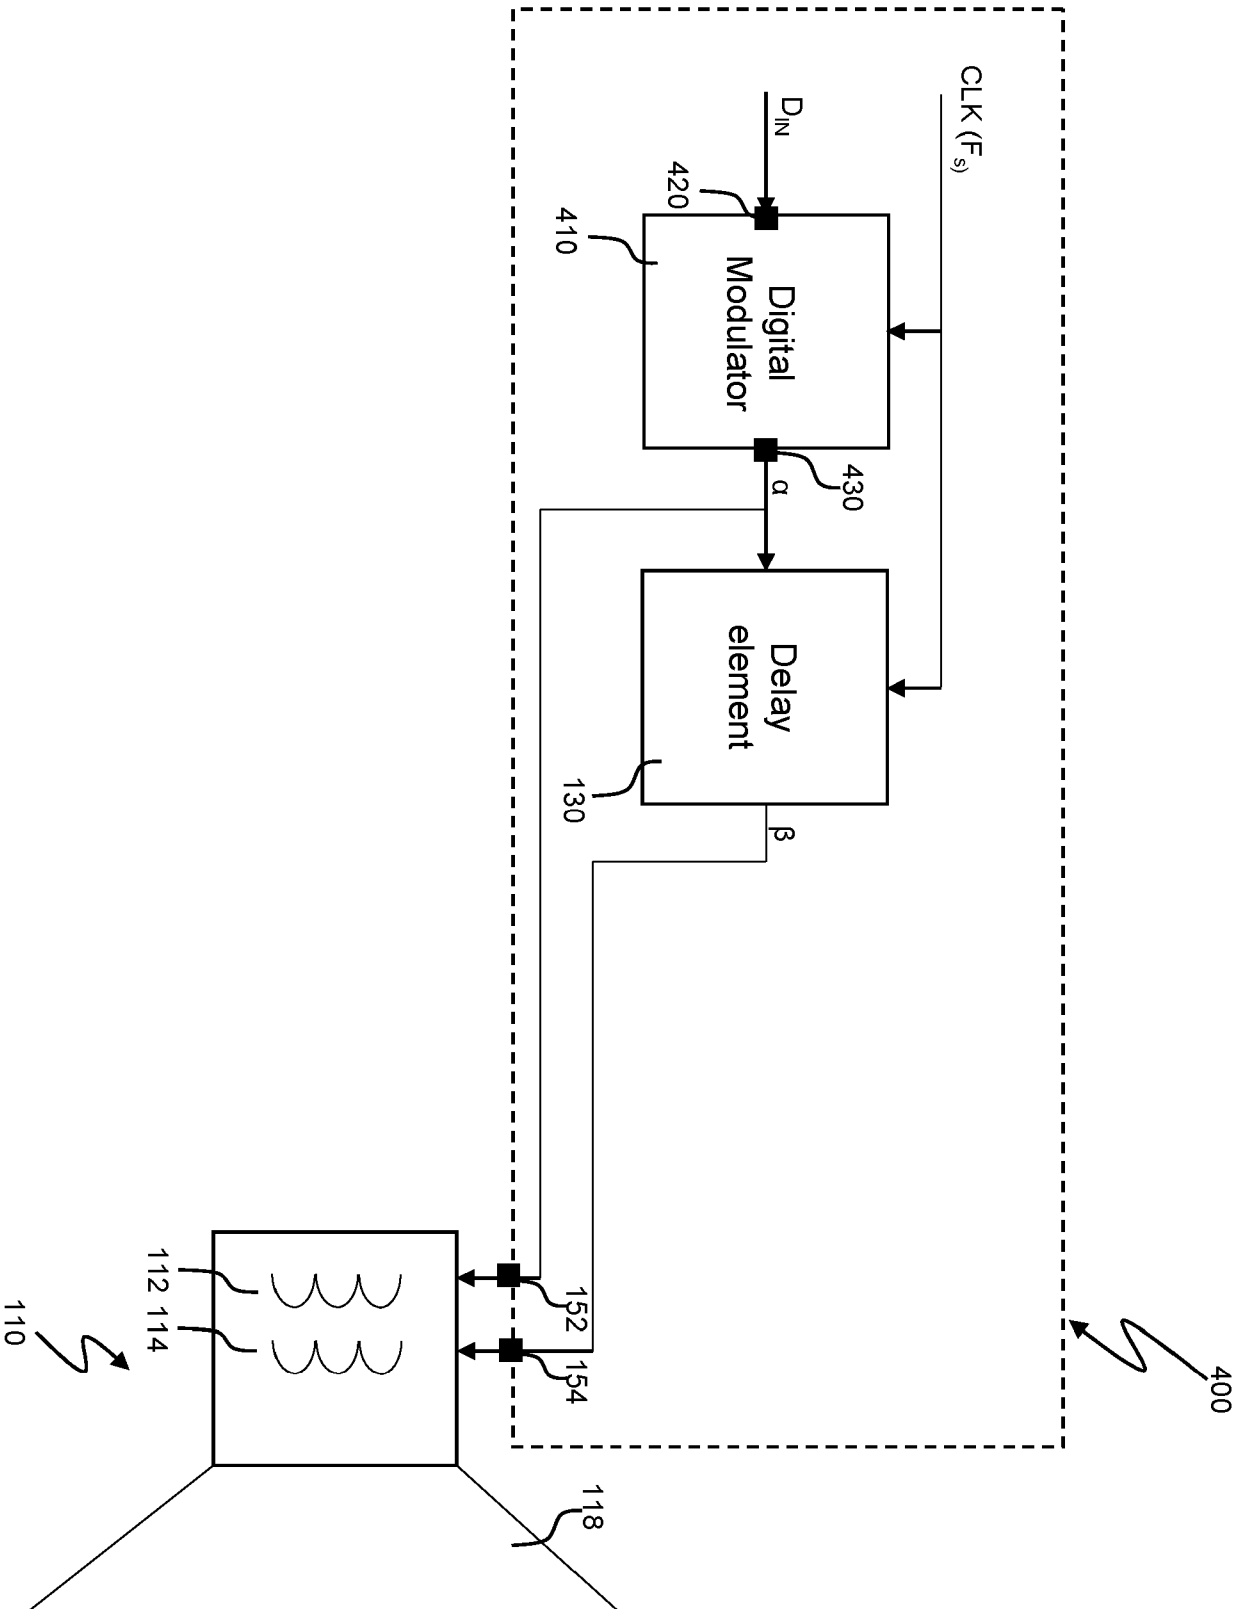 400
CLK (Fs)
DIN
420
430
α
Digital
Modulator
Delay
element
β
410
130
152
154
118
112
114
110